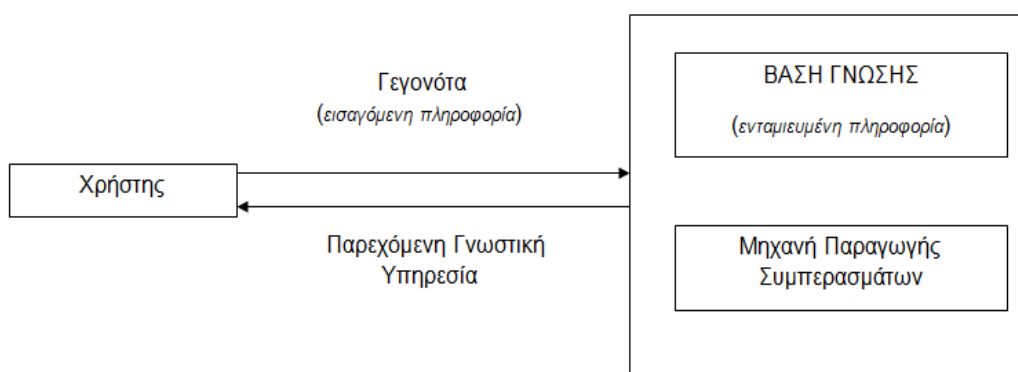 Γεγονότα
(εισαγόμενη πληροφορία)
Χρήστης
Παρεχόμενη Γνωστική
Υπηρεσία
ΒΑΣΗ ΓΝΩΣΗΣ
(ενταμιευμένη πληροφορία)
Μηχανή Παραγωγής
Συμπερασμάτων